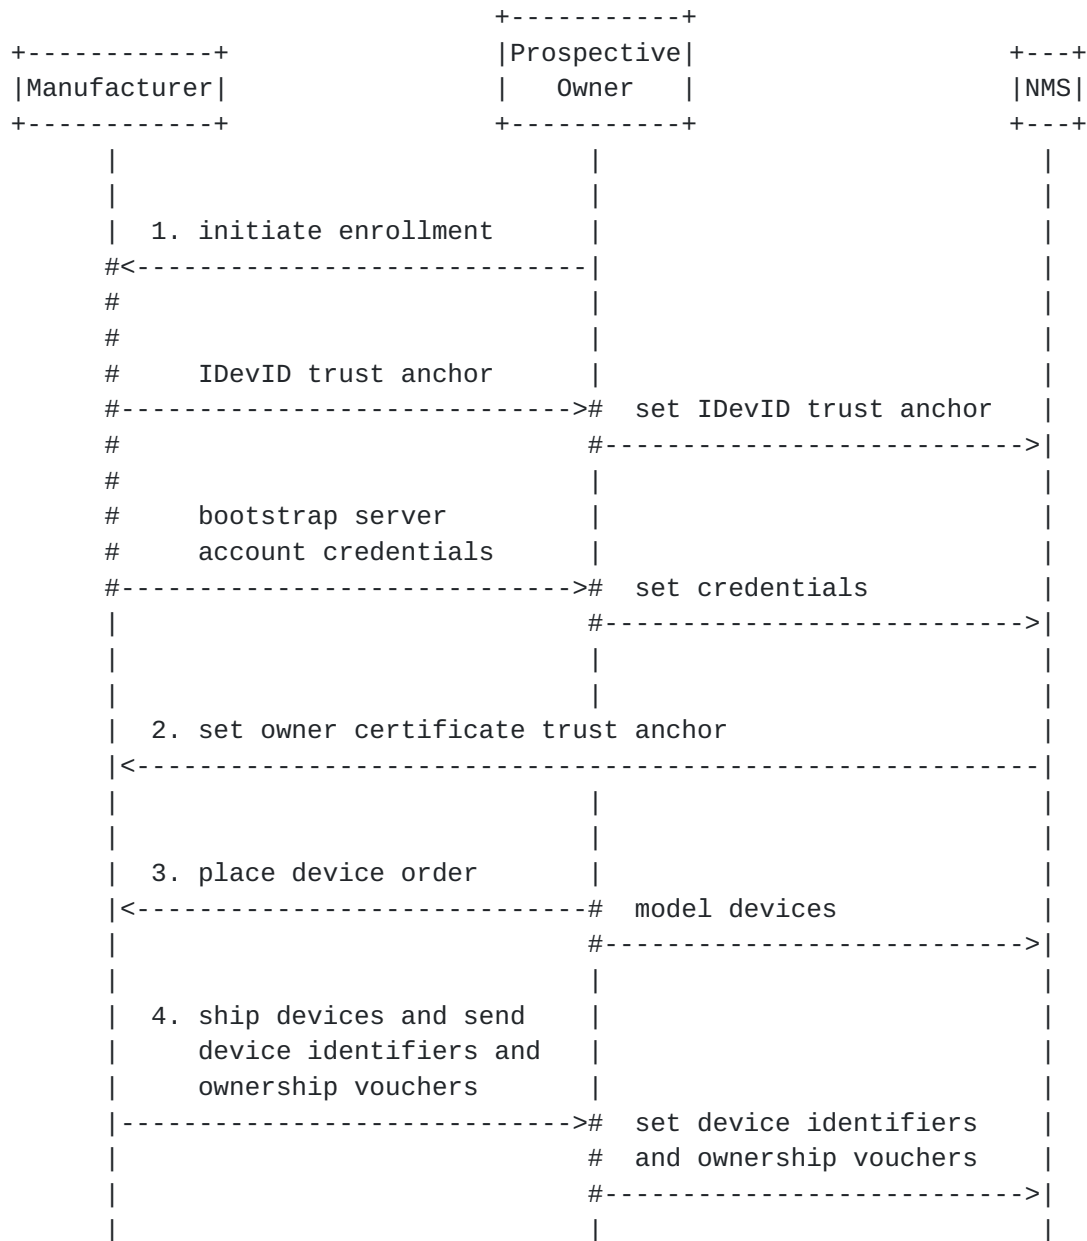 Prospective
Manufacturer Owner NMS
1. initiate enrollment
IDevID trust anchor
set IDevID trust anchor
bootstrap server
account credentials
set credentials
2. set owner certificate trust anchor
3. place device order
model devices
4. ship devices and send
device identifiers and
ownership vouchers
set device identifiers
and ownership vouchers